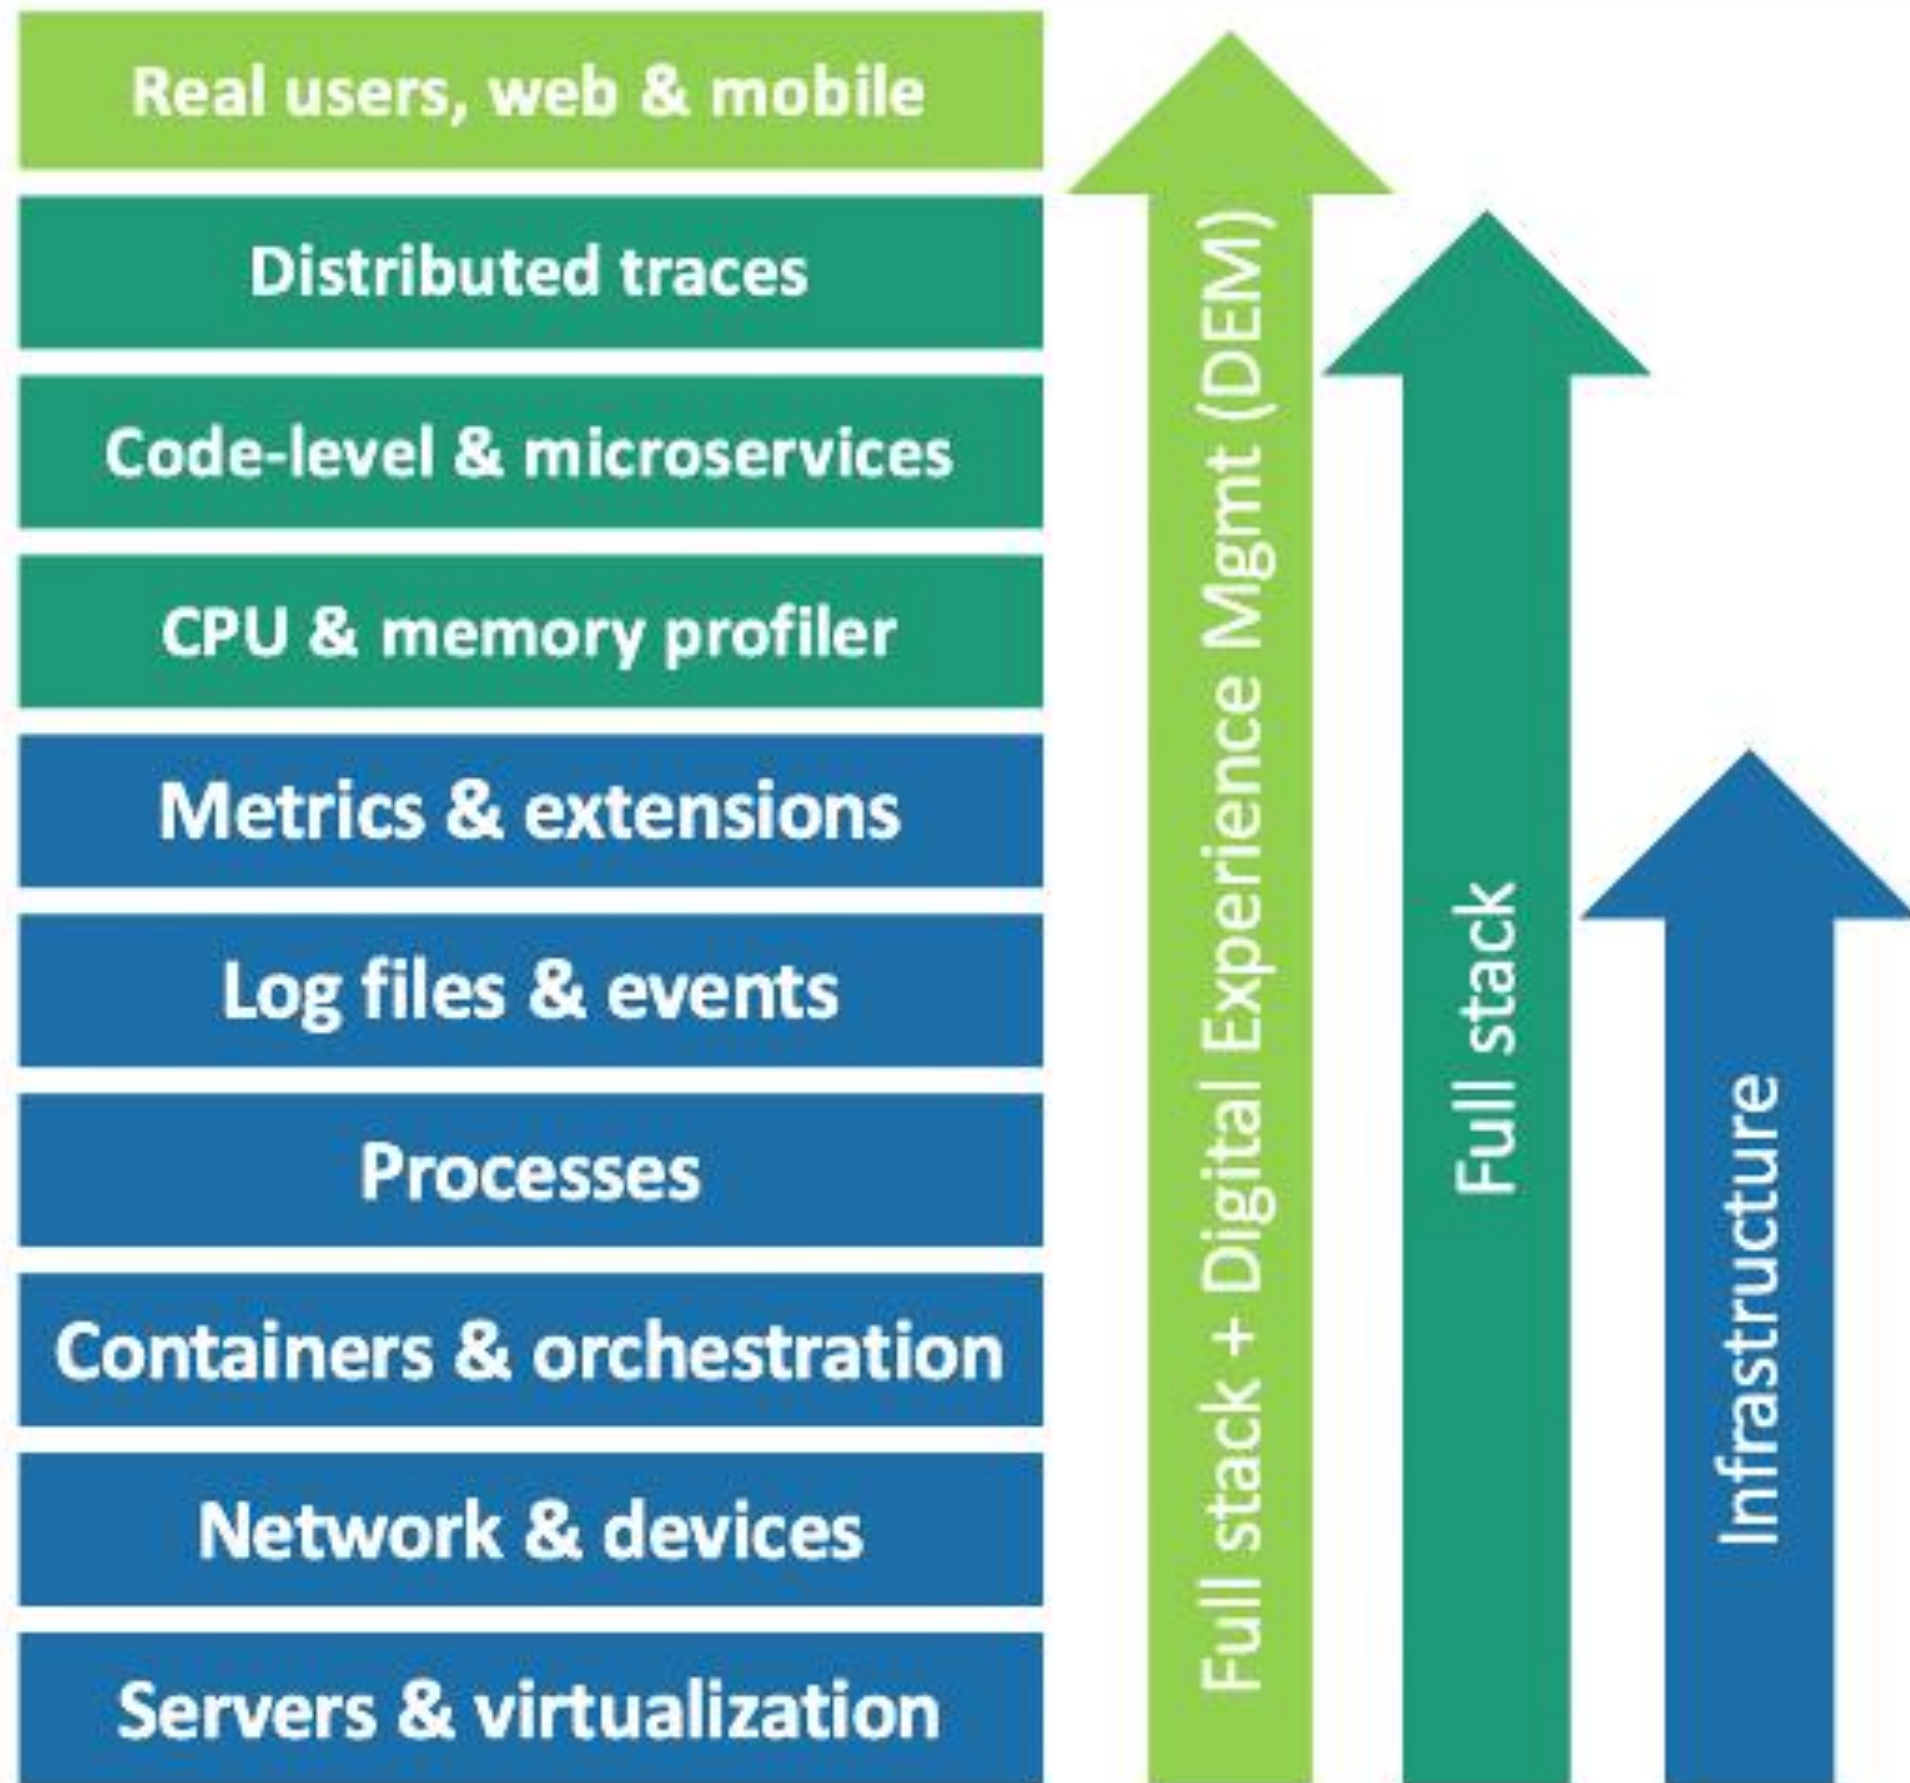 Real users, web & mobile
Distributed traces
Code-level & microservices
CPU & memory profiler
Metrics & extensions
Log files & events
Processes
Containers & orchestration
Network & devices
Servers & virtualization
Full stack + Digital Experience Mgmt (DEM)
Full stack
Infrastructure